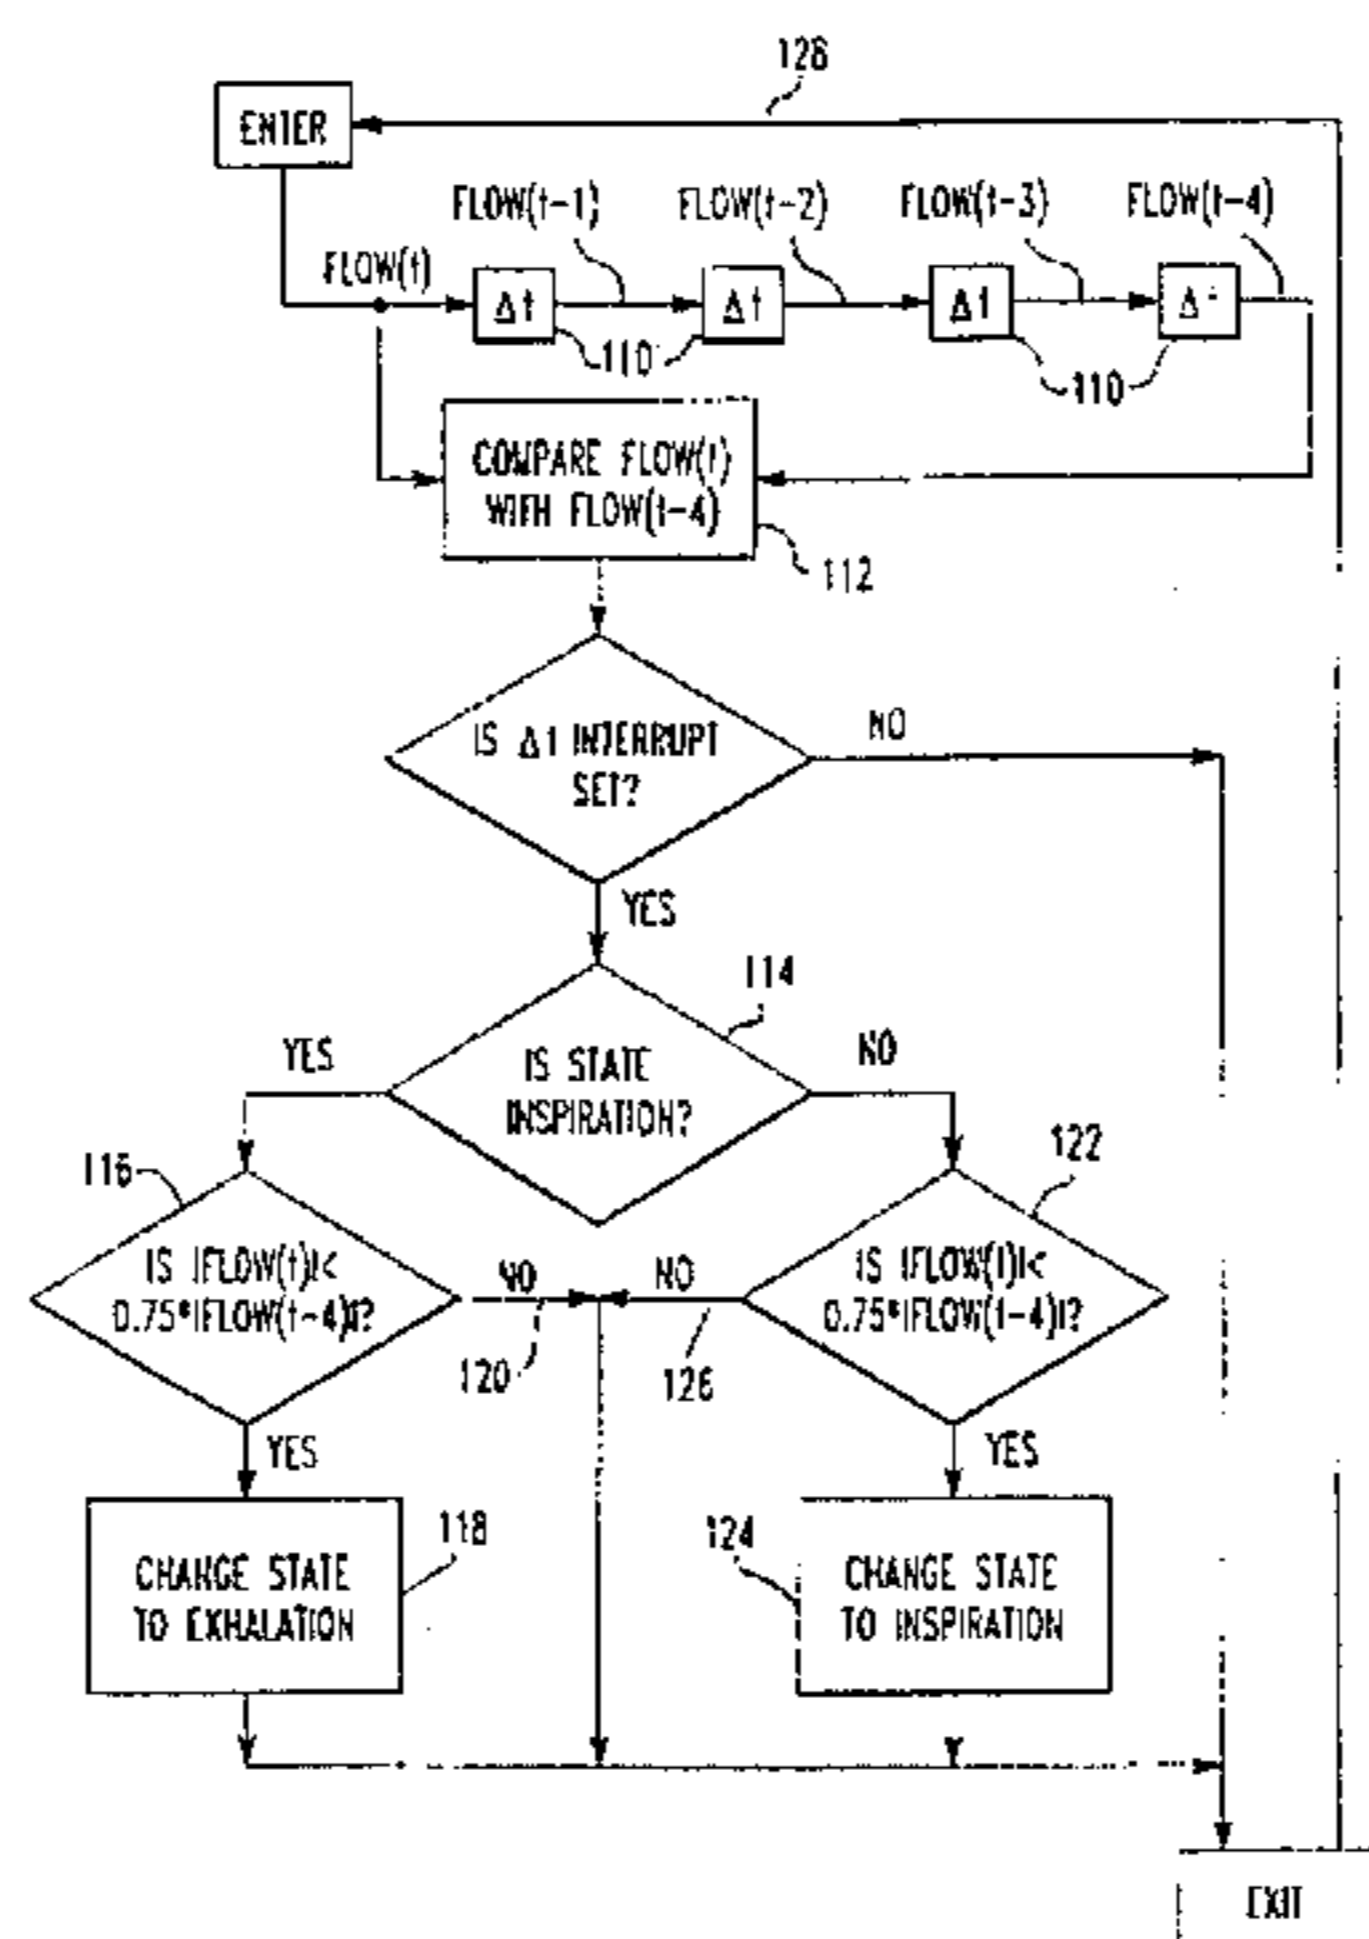 128
ENTER
FLOW(t-1)
FLOW(t-2)
FLOW(t-3)
FLOW(t-4)
FLOW(t)
Δt
Δt
Δt
110
110
COMPARE FLOW(t)
WITH FLOW(t-4)
112
IS Δt INTERRUPT
SET?
NO
YES
114
YES
NO
IS STATE
INSPIRATION?
116
122
IS |FLOW(t)|<
0.75*|FLOW(t-4)|?
NO
NO
IS |FLOW(t)|<
0.75*|FLOW(t-4)|?
120
126
YES
YES
118
124
CHANGE STATE
TO EXHALATION
CHANGE STATE
TO INSPIRATION
EXIT